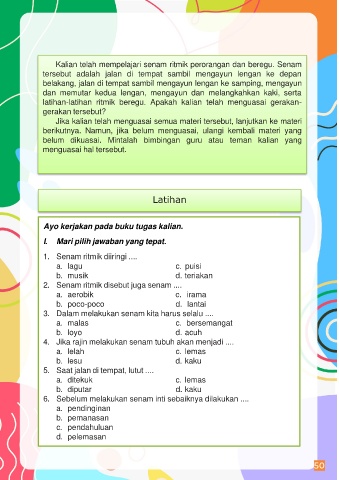 Kalian telah mempelajari senam ritmik perorangan dan beregu. Senam
tersebut adalah jalan di tempat sambil mengayun lengan ke depan
belakang, jalan di tempat sambil mengayun lengan ke samping, mengayun
dan memutar kedua lengan, mengayun dan melangkahkan kaki, serta
latihan-latihan ritmik beregu. Apakah kalian telah menguasai gerakan-
gerakan tersebut?
Jika kalian telah menguasai semua materi tersebut, lanjutkan ke materi
berikutnya. Namun, jika belum menguasai, ulangi kembali materi yang
belum dikuasai. Mintalah bimbingan guru atau teman kalian yang
menguasai hal tersebut.
Latihan
Ayo kerjakan pada buku tugas kalian.
I. Mari pilih jawaban yang tepat.
1. Senam ritmik diiringi ....
a. lagu c. puisi
b. musik d. teriakan
2. Senam ritmik disebut juga senam ....
a. aerobik c. irama
b. poco-poco d. lantai
3. Dalam melakukan senam kita harus selalu ....
a. malas c. bersemangat
b. loyo d. acuh
4. Jika rajin melakukan senam tubuh akan menjadi ....
a. lelah c. lemas
b. lesu d. kaku
5. Saat jalan di tempat, lutut ....
a. ditekuk c. lemas
b. diputar d. kaku
6. Sebelum melakukan senam inti sebaiknya dilakukan ....
a. pendinginan
b. pemanasan
c. pendahuluan
d. pelemasan
50